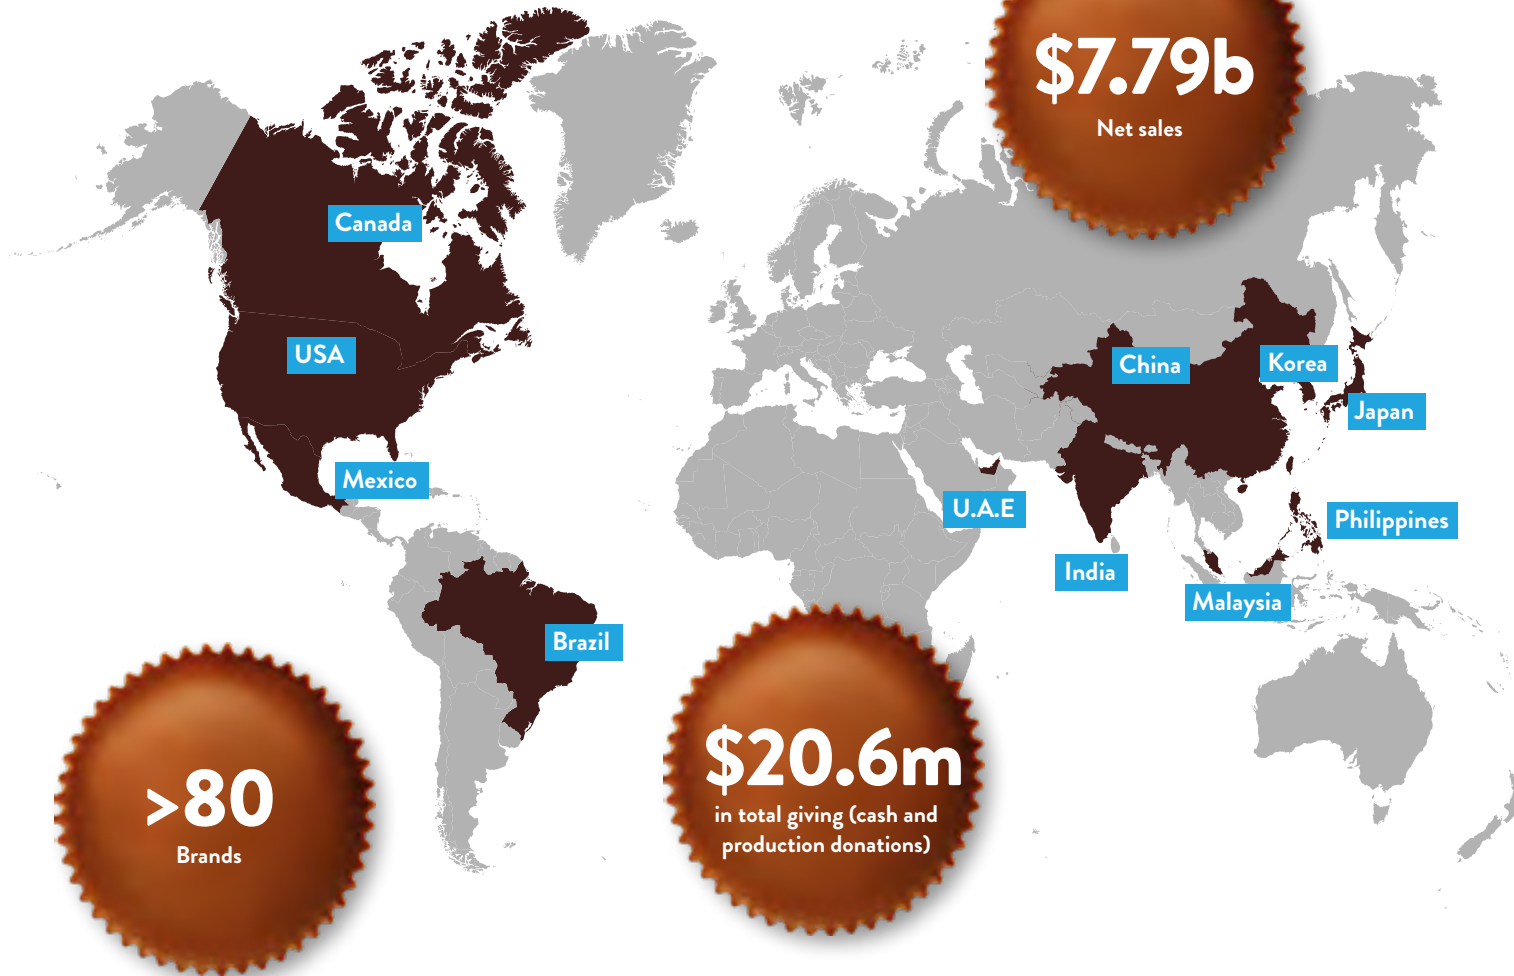 $7.79b
Net sales
Canada
USA
China
Korea
Japan
Mexico
U.A.E
Philippines
India
Malaysia
Brazil
$20.6m
in total giving (cash and
production donations)
>80
Brands